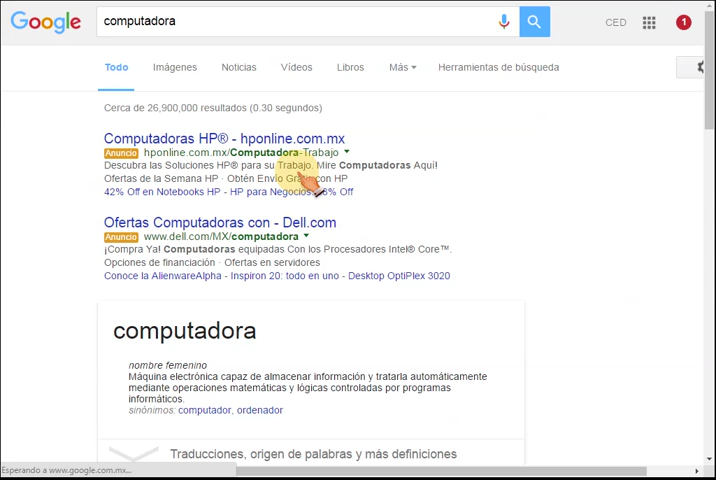 Google
computadora
CED
1
Todo
Imágenes
Noticias
Vídeos
Libros
Más
Herramientas de búsqueda
Cerca de 26,900,000 resultados (0.30 segundos)
Computadoras HP® - hponline.com.mx
Anuncio hponline.com.mx/Computadora-Trabajo
Descubra las Soluciones HP® para su Trabajo. Mire Computadoras Aquí!
Ofertas de la Semana HP · Obtén Envío con HP
42% Off en Notebooks HP - HP para Negocios Off
Ofertas Computadoras con - Dell.com
Anuncio www.dell.com/MX/computadora
¡Compra Ya! Computadoras equipadas Con los Procesadores Intel® Core™.
Opciones de financiación · Ofertas en servidores
Conoce la AlienwareAlpha - Inspiron 20: todo en uno - Desktop OptiPlex 3020
computadora
nombre femenino
Máquina electrónica capaz de almacenar información y tratarla automáticamente
mediante operaciones matemáticas y lógicas controladas por programas
informáticos.
sinónimos: computador, ordenador
Traducciones, origen de palabras y más definiciones
Esperando a www.google.com.mx...